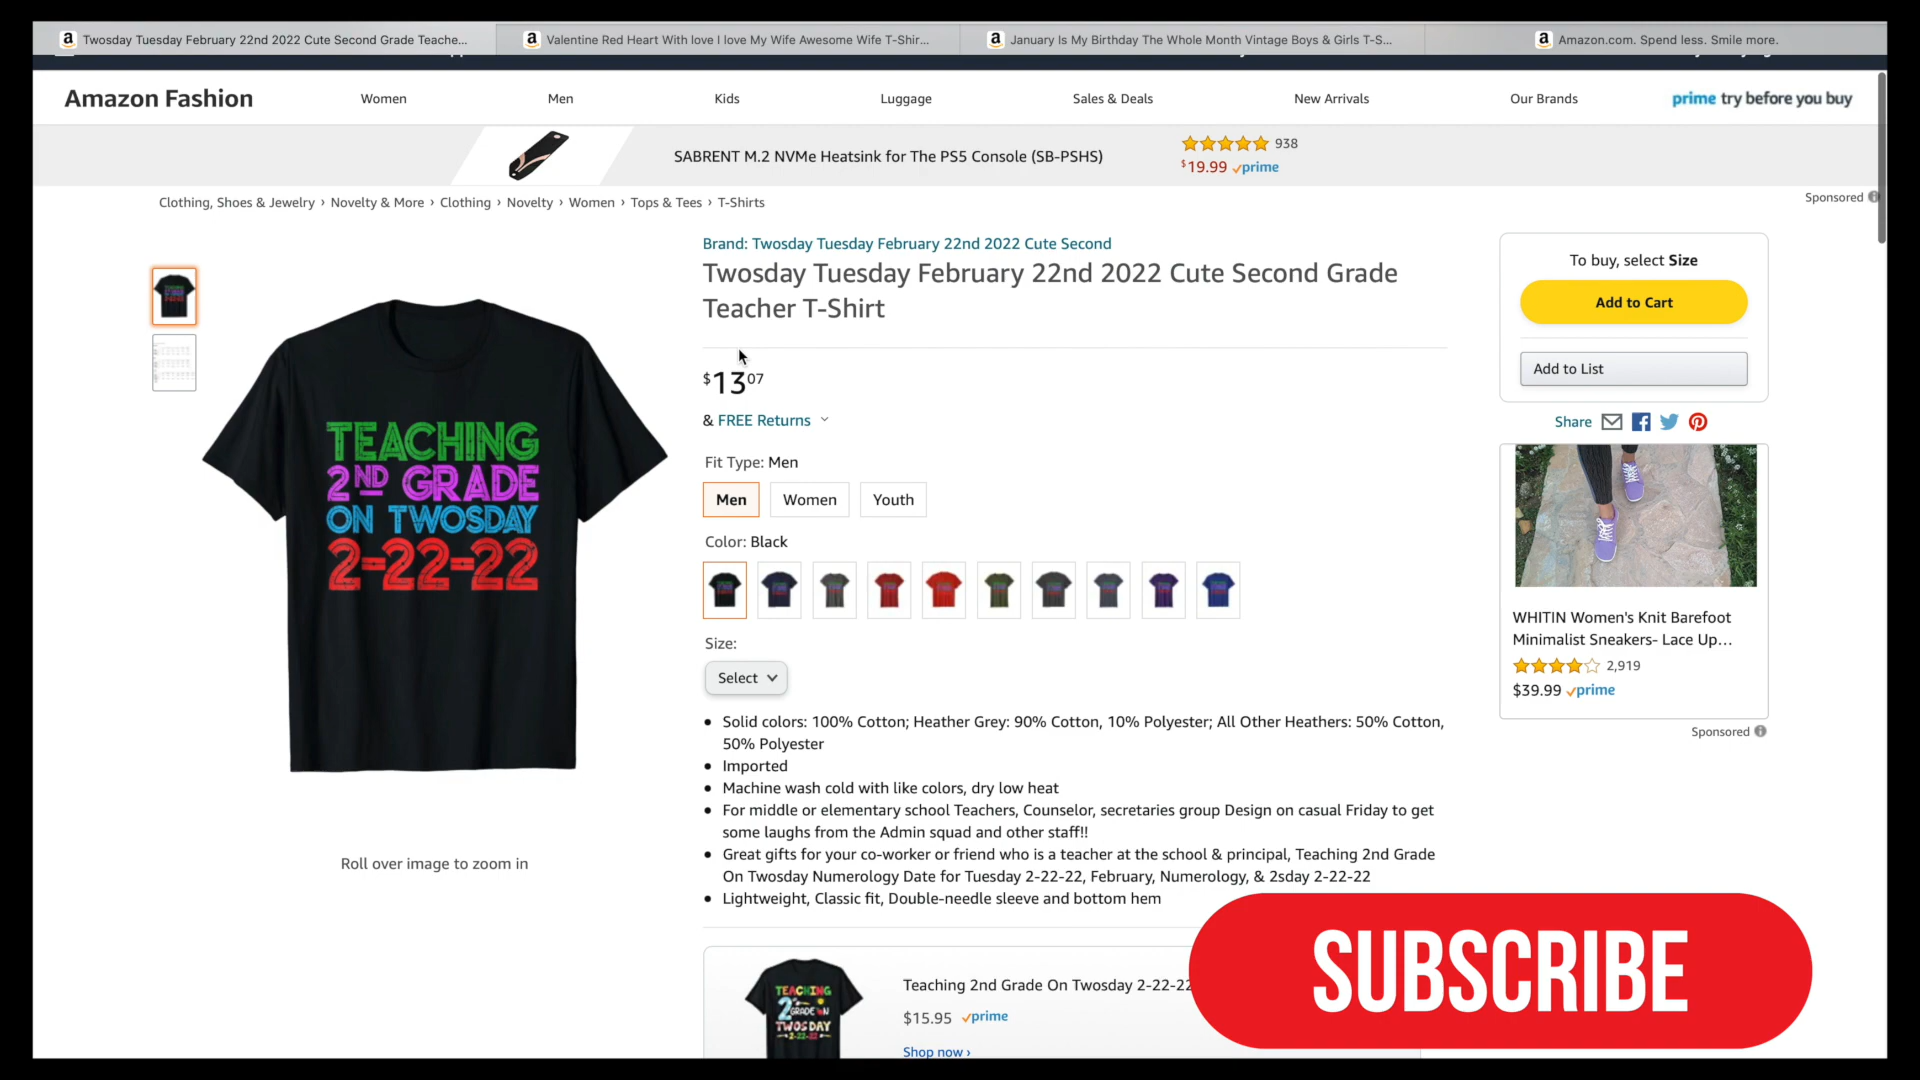 Twosday Tuesday February 22nd 2022 Cute Second Grade Teache...
Valentine Red Heart With love I love My Wife Awesome Wife T-Shir...
January Is My Birthday The Whole Month Vintage Boys & Girls T-S...
Amazon.com. Spend less. Smile more.
Amazon Fashion
Women
Men
Kids
Luggage
Sales & Deals
New Arrivals
Our Brands
prime try before you buy
SABRENT M.2 NVMe Heatsink for The PS5 Console (SB-PSHS)
938
$19.99 prime
Sponsored
Clothing, Shoes & Jewelry › Novelty & More › Clothing › Novelty › Women › Tops & Tees › T-Shirts
Brand: Twosday Tuesday February 22nd 2022 Cute Second
Twosday Tuesday February 22nd 2022 Cute Second Grade
Teacher T-Shirt
$13 07
& FREE Returns
Fit Type: Men
Men
Women
Youth
Color: Black
Size:
Select
Solid colors: 100% Cotton; Heather Grey: 90% Cotton, 10% Polyester; All Other Heathers: 50% Cotton,
50% Polyester
Imported
Machine wash cold with like colors, dry low heat
For middle or elementary school Teachers, Counselor, secretaries group Design on casual Friday to get
some laughs from the Admin squad and other staff!!
Great gifts for your co-worker or friend who is a teacher at the school & principal, Teaching 2nd Grade
On Twosday Numerology Date for Tuesday 2-22-22, February, Numerology, & 2sday 2-22-22
Lightweight, Classic fit, Double-needle sleeve and bottom hem
TEACHING
2ND GRADE
ON TWOSDAY
2-22-22
Roll over image to zoom in
TEACHING
2nd
GRADE ON
TWOSDAY
2-22-22
Teaching 2nd Grade On Twosday 2-22-22
$15.95 prime
Shop now ›
To buy, select Size
Add to Cart
Add to List
Share
WHITIN Women's Knit Barefoot
Minimalist Sneakers- Lace Up...
2,919
$39.99 prime
Sponsored
SUBSCRIBE